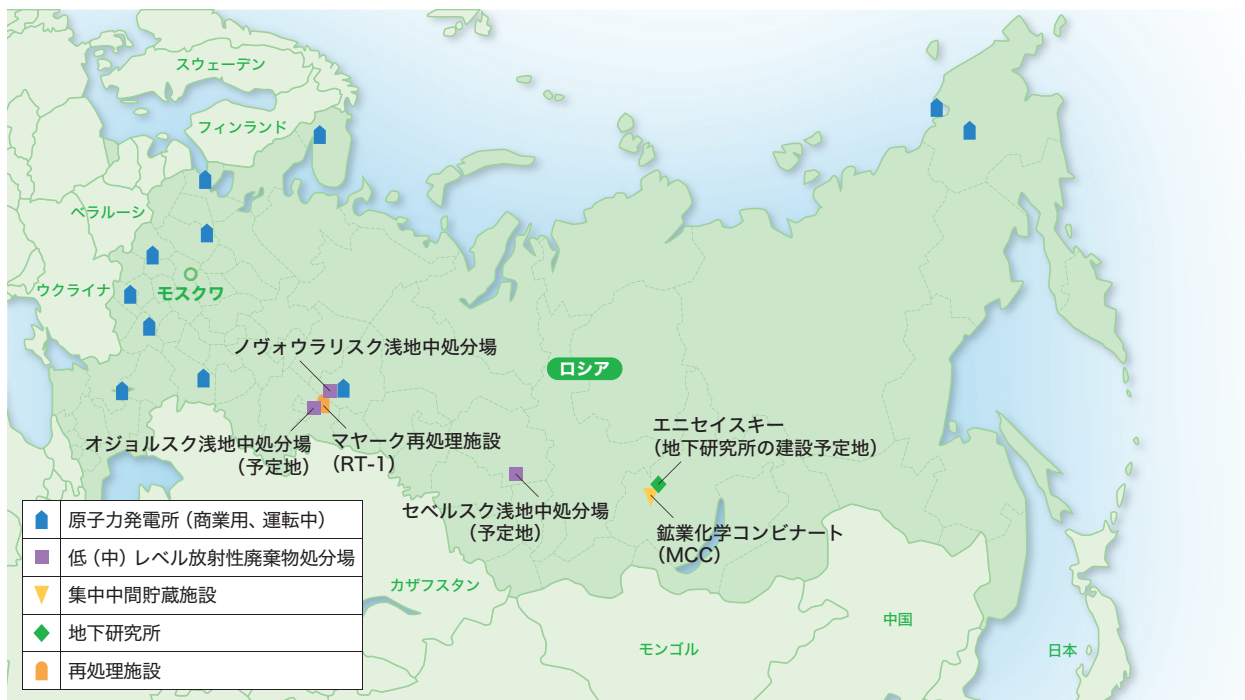 スウェーデン
フィンランド
ベラルーシ
ウクライナ
モスクワ
ノヴォウラリスク浅地中処分場
ロシア
オジョルスク浅地中処分場
(予定地)
マヤーク再処理施設
(RT-1)
エニセイスキー
(地下研究所の建設予定地)
セベルスク浅地中処分場
(予定地)
鉱業化学コンビナート
(MCC)
カザフスタン
モンゴル
中国
日本
原子力発電所(商業用、運転中)
低(中)レベル放射性廃棄物処分場
集中中間貯蔵施設
地下研究所
再処理施設